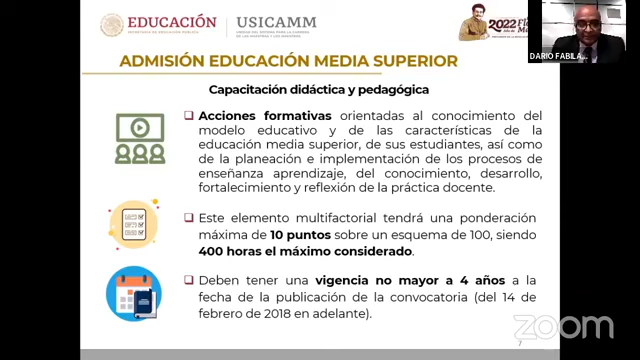 EDUCACIÓN
SECRETARÍA DE EDUCACIÓN PÚBLICA
USICAMM
UNIDAD DEL SISTEMA PARA LA CARRERA
DE LAS MAESTRAS Y LOS MAESTROS
2022 Flo
Año de
DARIO FABILA...
ADMISIÓN EDUCACIÓN MEDIA SUPERIOR
Capacitación didáctica y pedagógica
Acciones formativas orientadas al conocimiento del
modelo educativo y de las características de la
educación media superior, de sus estudiantes, así como
de la planeación e implementación de los procesos de
enseñanza aprendizaje, del conocimiento, desarrollo,
fortalecimiento y reflexión de la práctica docente.
Este elemento multifactorial tendrá una ponderación
máxima de 10 puntos sobre un esquema de 100, siendo
400 horas el máximo considerado.
Deben tener una vigencia no mayor a 4 años a la
fecha de la publicación de la convocatoria (del 14 de
febrero de 2018 en adelante).
zoom
7